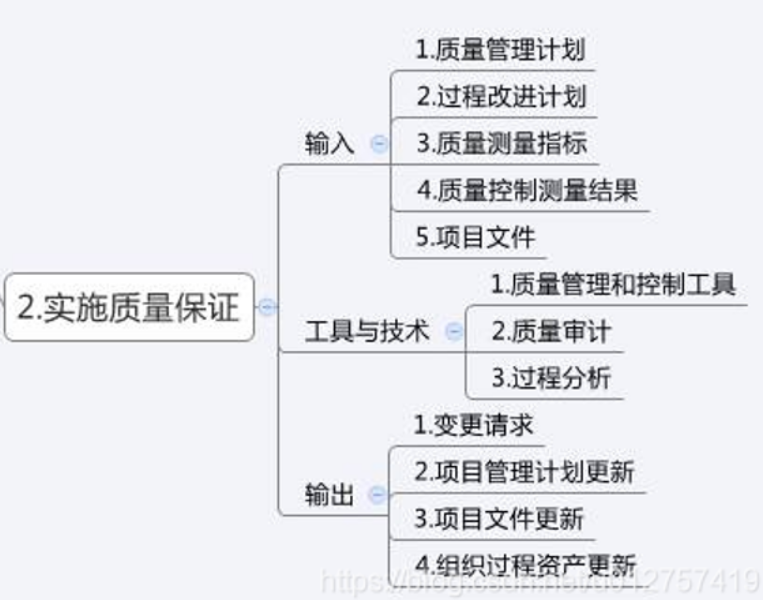 1.质量管理计划
2.过程改进计划
输入
3.质量测量指标
4.质量控制测量结果
5.项目文件
1.质量管理和控制工具
2.实施质量保证
工具与技术
2.质量审计
3.过程分析
1.变更请求
2.项目管理计划更新
输出
3.项目文件更新
4.组织过程资产更新
https://blog.csdn.net/u012757419